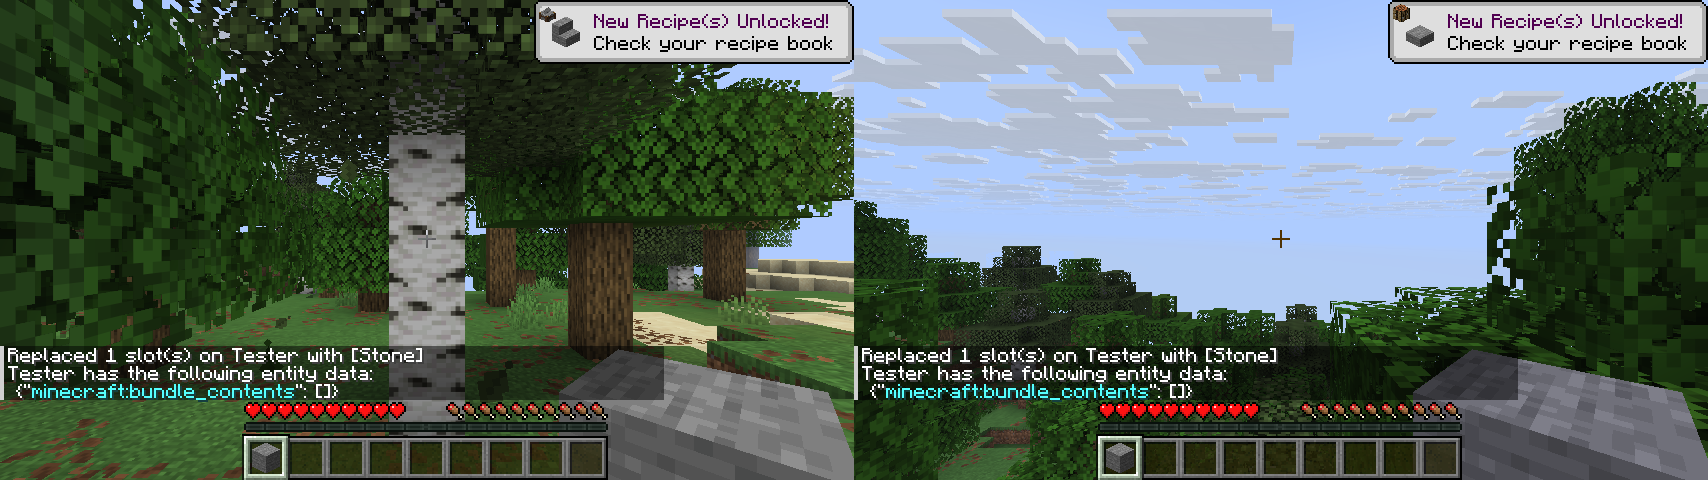 New Recipe(s) Unlocked!
Check your recipe book
Replaced 1 slot(s) on Tester with [Stone]
Tester has the following entity data:
{"minecraft:bundle_contents": []}
New Recipe(s) Unlocked!
Check your recipe book
Replaced 1 slot(s) on Tester with [Stone]
Tester has the following entity data:
{"minecraft:bundle_contents": []}